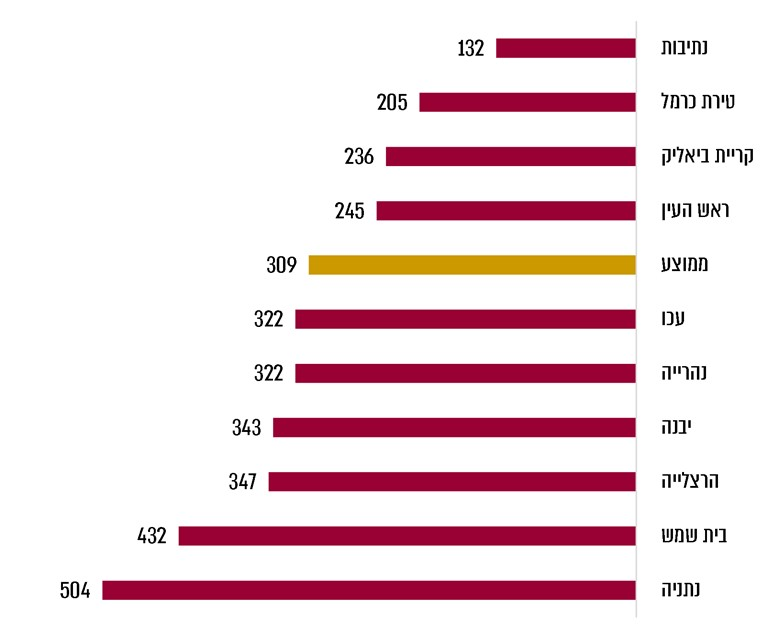 נתיבות 132
טירת כרמל 205
קריית ביאליק 236
ראש העין 245
ממוצע 309
עכו 322
נהרייה 322
יבנה 343
הרצלייה 347
בית שמש 432
נתניה 504